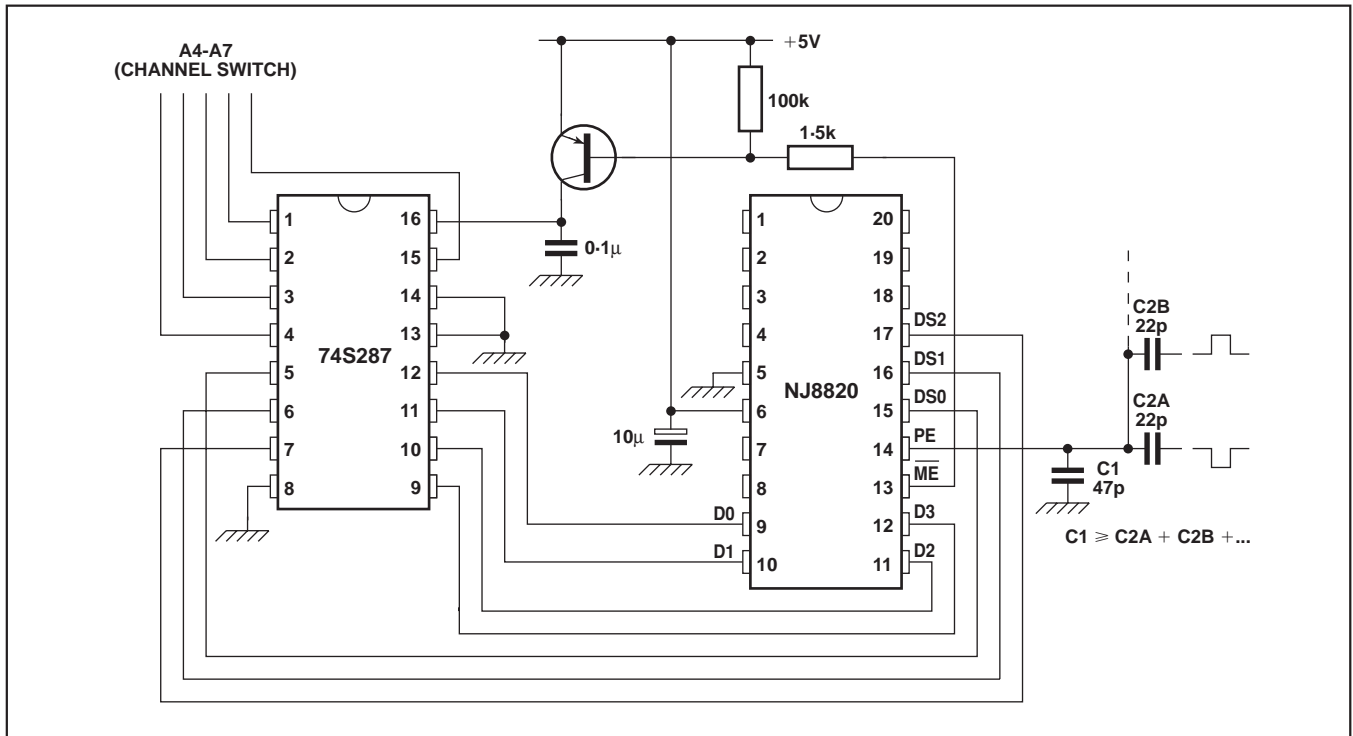 A4-A7
(CHANNEL SWITCH)
+5V
100k
1·5k
0·1μ
74S287
1
2
3
4
5
6
7
8
16
15
14
13
12
11
10
9
10μ
NJ8820
1
2
3
4
5
6
7
8
9
10
20
19
18
17
16
15
14
13
12
11
D0
D1
DS2
DS1
DS0
PE
M̅E̅
D3
D2
C2B
22p
C2A
22p
C1
47p
C1 ⩾ C2A + C2B +...